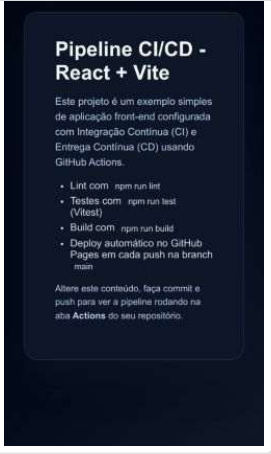 Pipeline CI/CD -
React + Vite
Este projeto é um exemplo simples
de aplicação front-end configurada
com Integração Contínua (CI) e
Entrega Contínua (CD) usando
GitHub Actions.
• Lint com npm run lint
• Testes com npm run test
(Vitest)
• Build com npm run build
• Deploy automático no GitHub
Pages em cada push na branch
main
Altere este conteúdo, faça commit e
push para ver a pipeline rodando na
aba Actions do seu repositório.